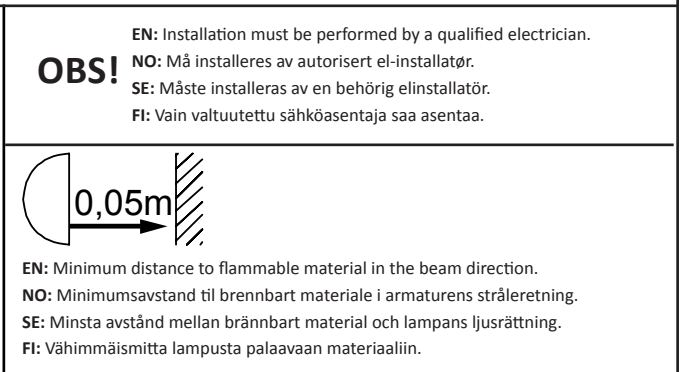 OBS!
EN: Installation must be performed by a qualified electrician.
NO: Må installeres av autorisert el-installatør.
SE: Måste installeras av en behörig elinstallatör.
FI: Vain valtuutettu sähköasentaja saa asentaa.
0,05m
EN: Minimum distance to flammable material in the beam direction.
NO: Minimumsavstand til brennbart materiale i armaturens stråleretning.
SE: Minsta avstånd mellan brännbart material och lampans ljusrättning.
FI: Vähimmäismitta lampusta palaavaan materiaaliin.